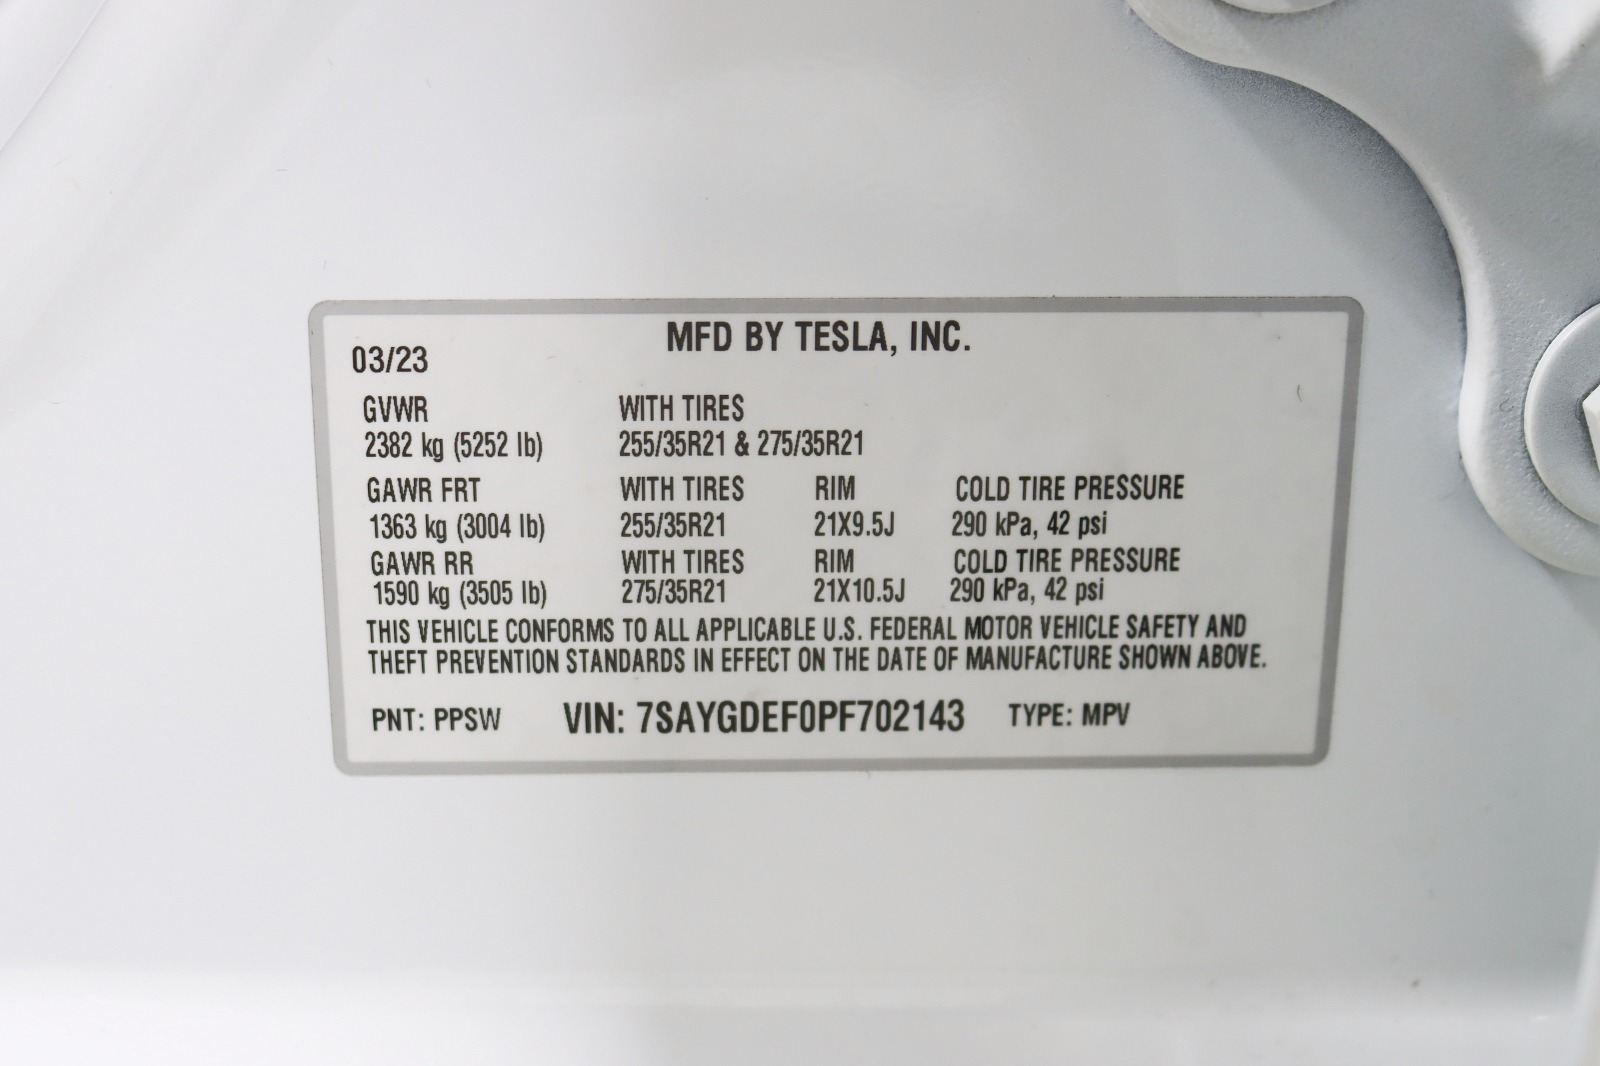 MFD BY TESLA, INC.
03/23
GVWR WITH TIRES
2382 kg (5252 lb) 255/35R21 & 275/35R21
GAWR FRT WITH TIRES RIM COLD TIRE PRESSURE
1363 kg (3004 lb) 255/35R21 21X9.5J 290 kPa, 42 psi
GAWR RR WITH TIRES RIM COLD TIRE PRESSURE
1590 kg (3505 lb) 275/35R21 21X10.5J 290 kPa, 42 psi
THIS VEHICLE CONFORMS TO ALL APPLICABLE U.S. FEDERAL MOTOR VEHICLE SAFETY AND
THEFT PREVENTION STANDARDS IN EFFECT ON THE DATE OF MANUFACTURE SHOWN ABOVE.
PNT: PPSW VIN: 7SAYGDEF0PF702143 TYPE: MPV